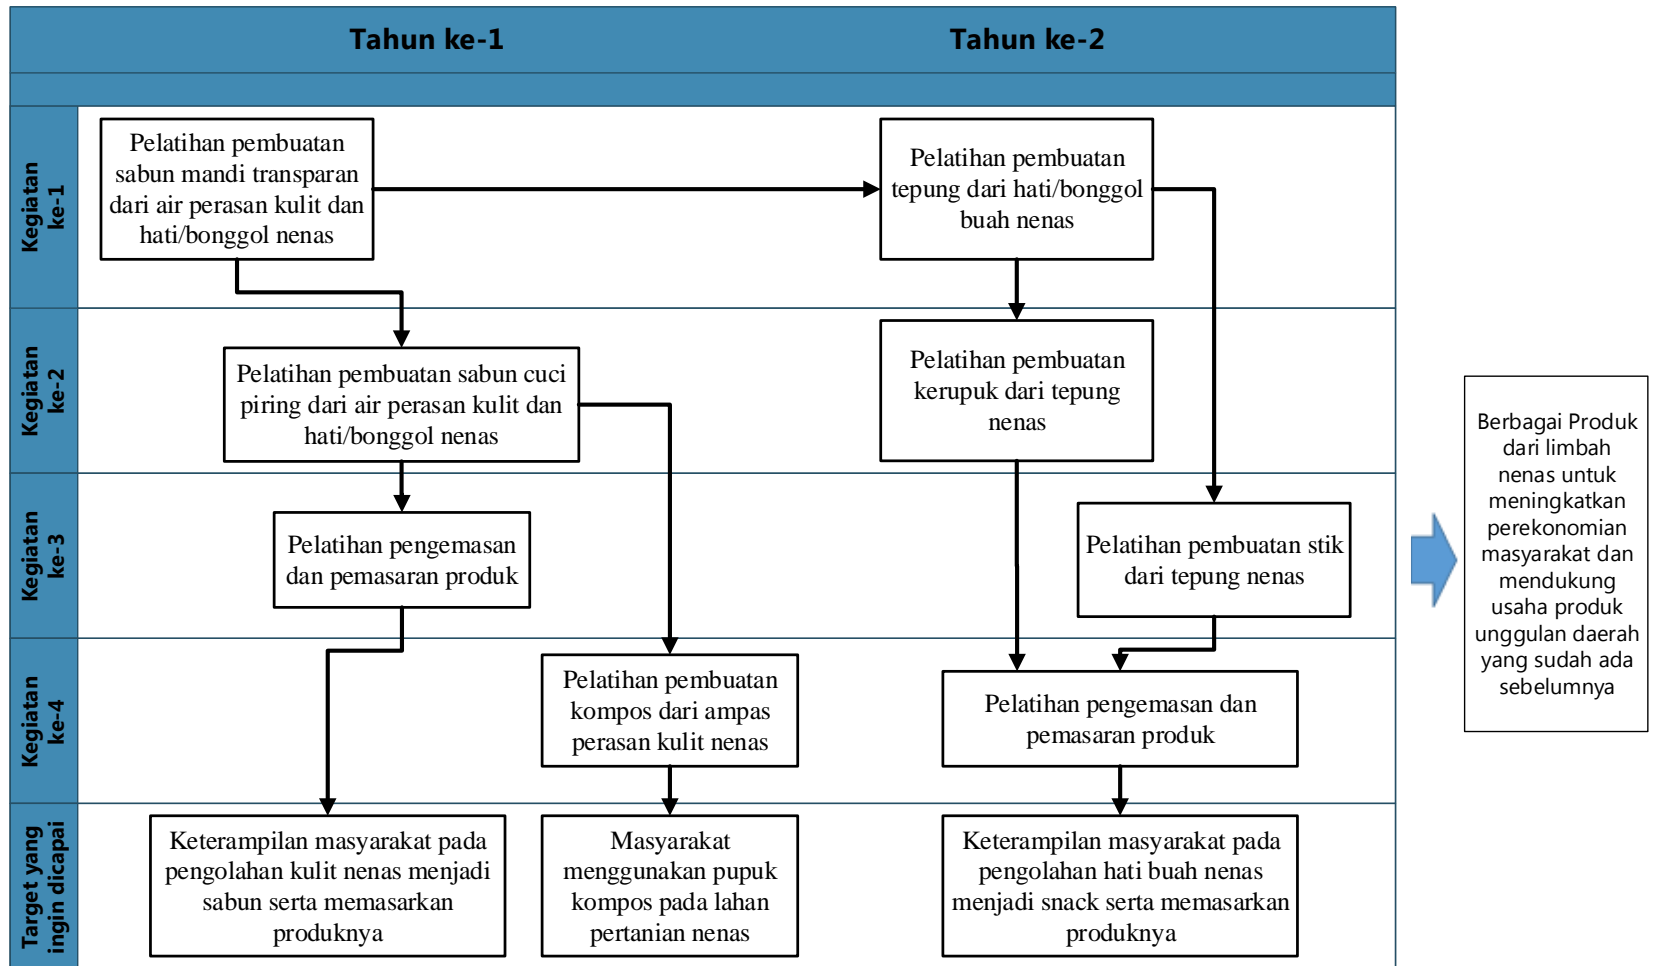 Tahun ke-1
Tahun ke-2
Kegiatan
ke-1
Pelatihan pembuatan
sabun mandi transparan
dari air perasan kulit dan
hati/bonggol nenas
Pelatihan pembuatan
tepung dari hati/bonggol
buah nenas
Kegiatan
ke-2
Pelatihan pembuatan sabun cuci
piring dari air perasan kulit dan
hati/bonggol nenas
Pelatihan pembuatan
kerupuk dari tepung
nenas
Kegiatan
ke-3
Pelatihan pengemasan
dan pemasaran produk
Pelatihan pembuatan stik
dari tepung nenas
Kegiatan
ke-4
Pelatihan pembuatan
kompos dari ampas
perasan kulit nenas
Pelatihan pengemasan dan
pemasaran produk
Target yang
ingin dicapai
Keterampilan masyarakat pada
pengolahan kulit nenas menjadi
sabun serta memasarkan
produknya
Masyarakat
menggunakan pupuk
kompos pada lahan
pertanian nenas
Keterampilan masyarakat pada
pengolahan hati buah nenas
menjadi snack serta memasarkan
produknya
Berbagai Produk
dari limbah
nenas untuk
meningkatkan
perekonomian
masyarakat dan
mendukung
usaha produk
unggulan daerah
yang sudah ada
sebelumnya